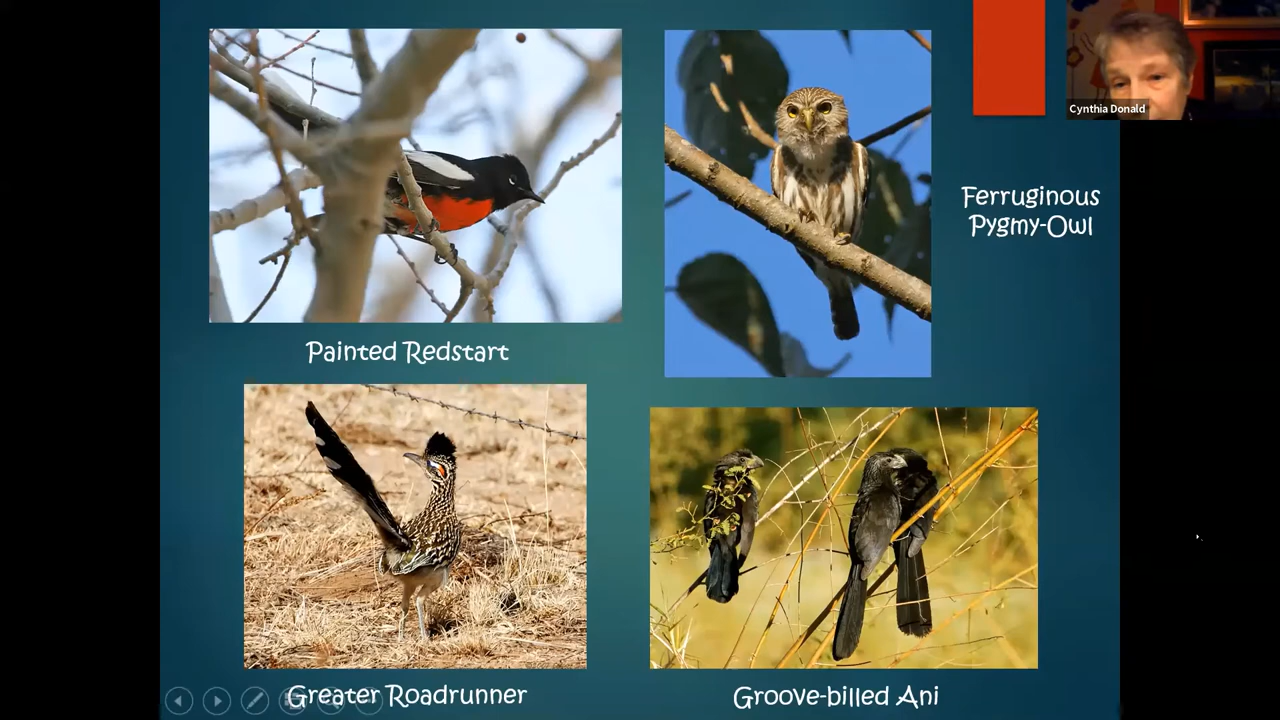 Cynthia Donald
Ferruginous
Pygmy-Owl
Painted Redstart
Greater Roadrunner
Groove-billed Ani